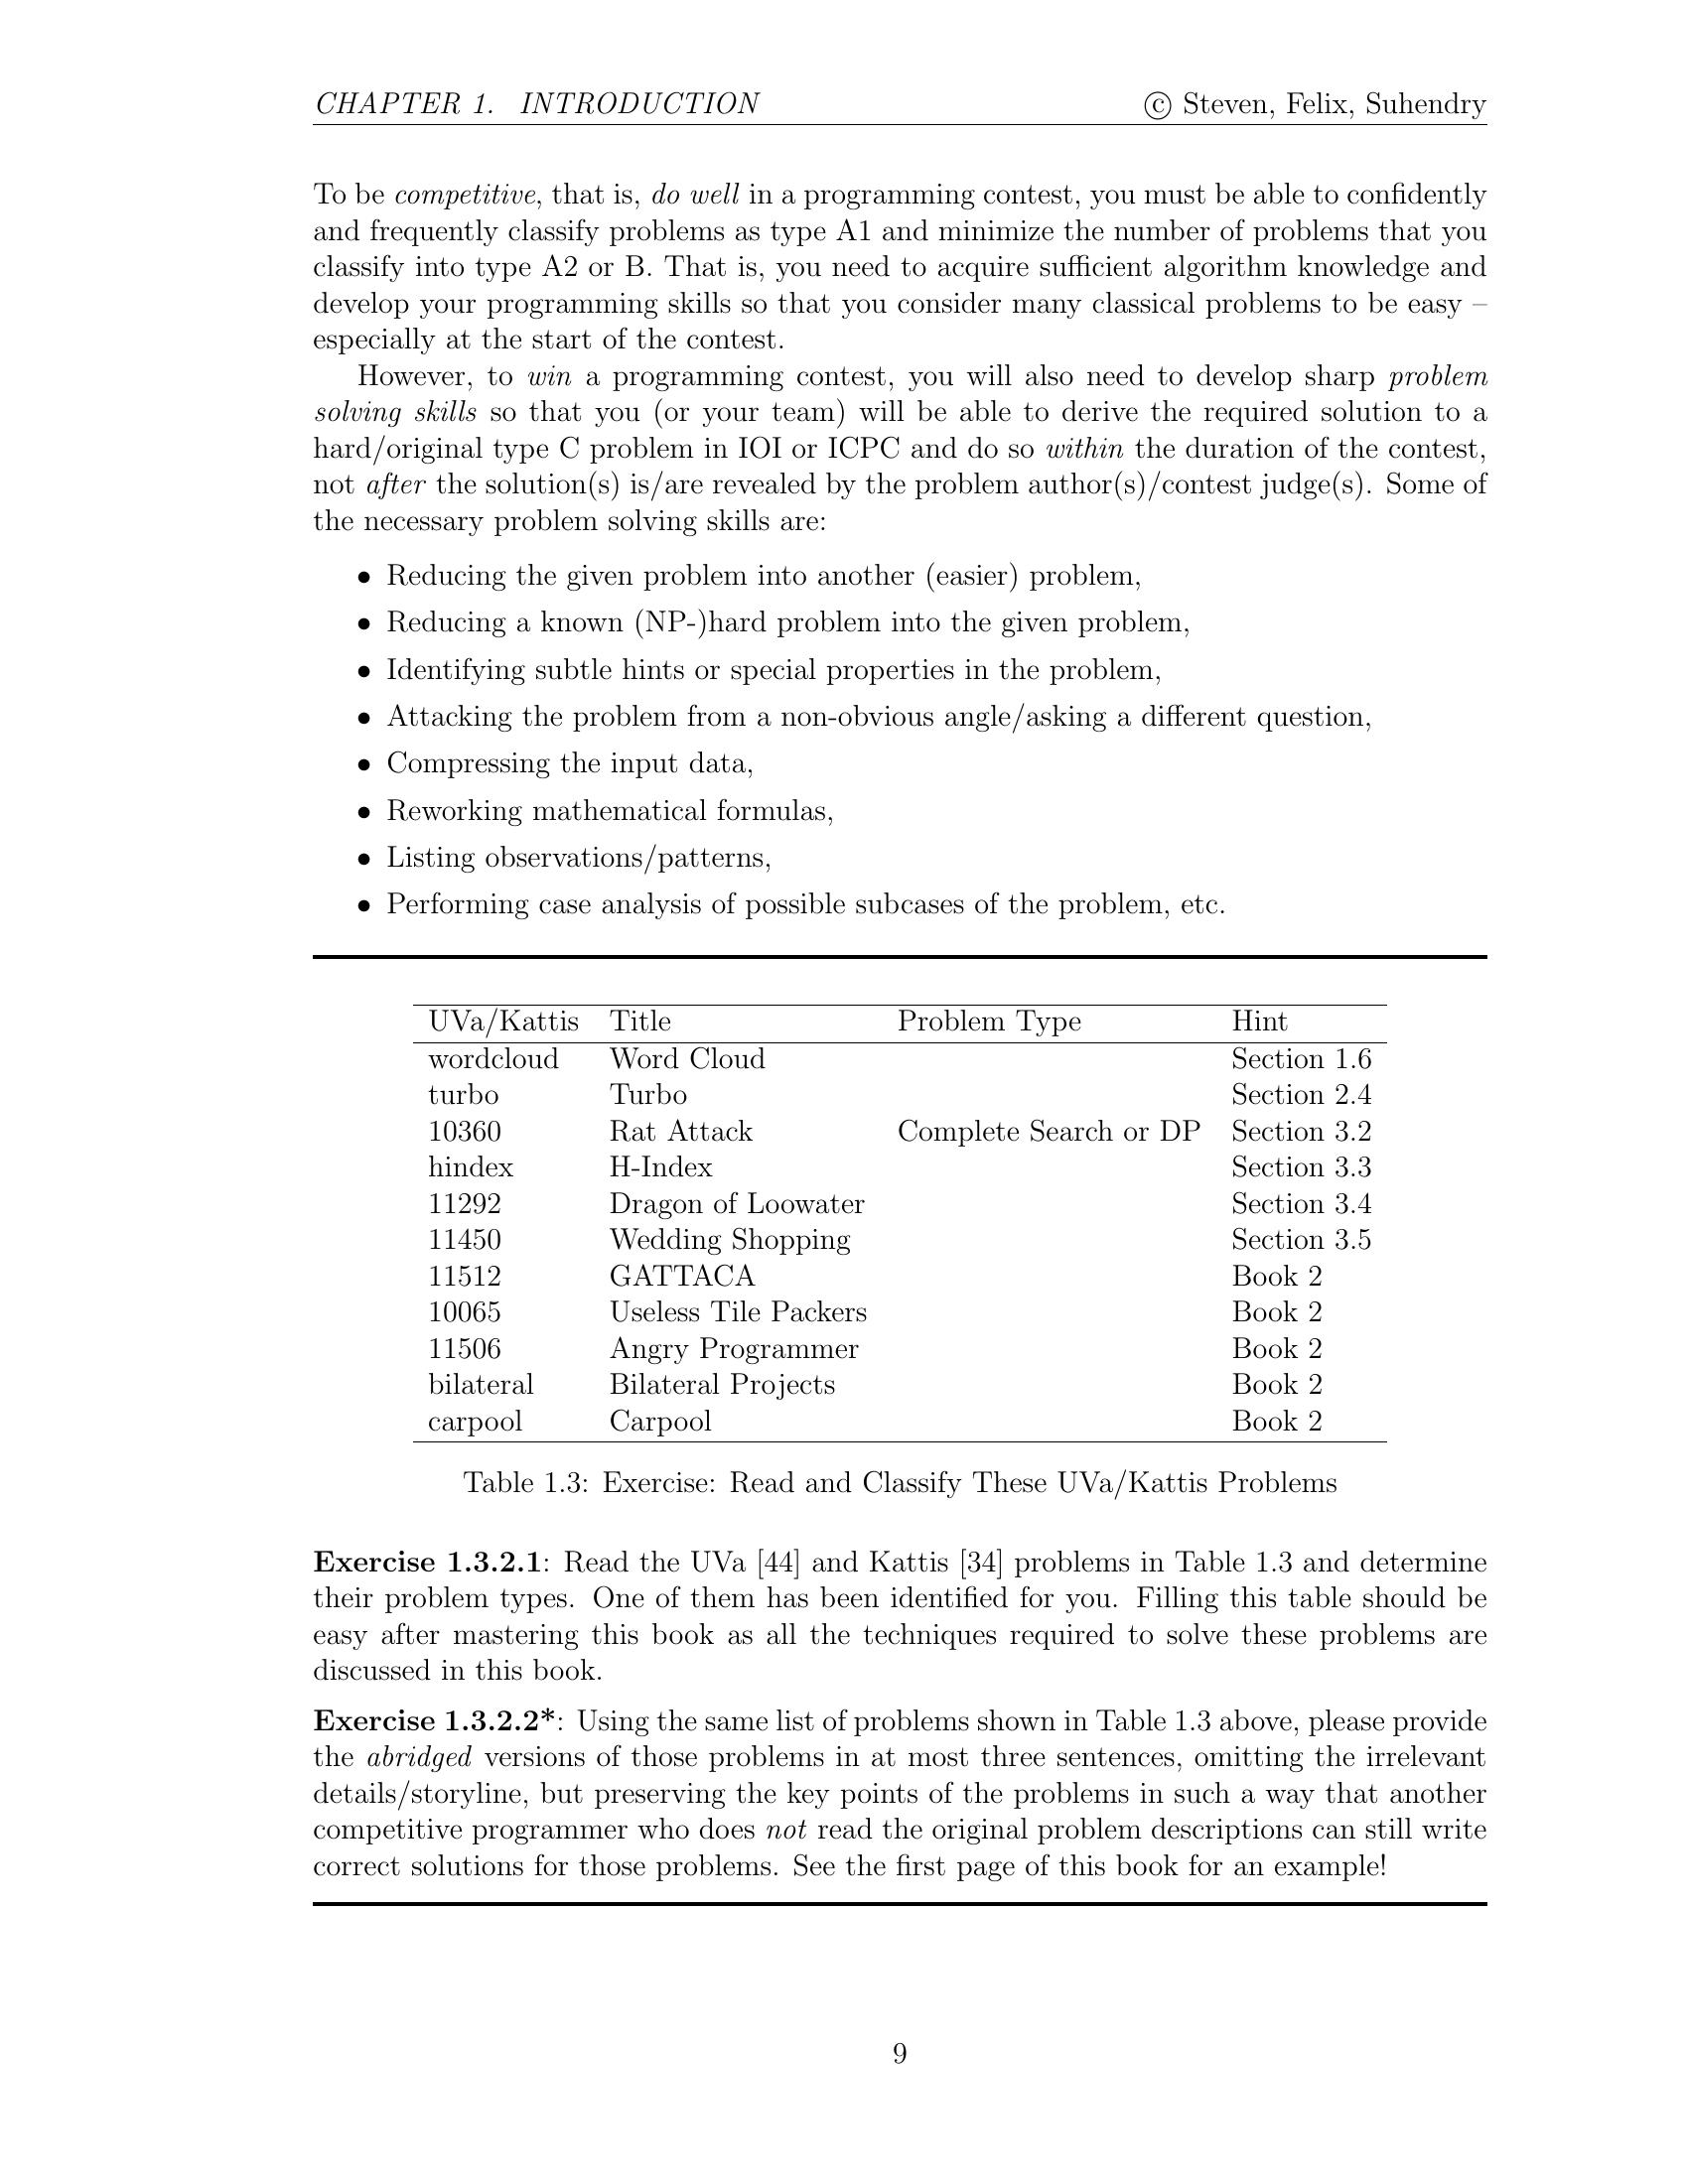 CHAPTER 1. INTRODUCTION © Steven, Felix, Suhendry
To be competitive, that is, do well in a programming contest, you must be able to confidently
and frequently classify problems as type A1 and minimize the number of problems that you
classify into type A2 or B. That is, you need to acquire sufficient algorithm knowledge and
develop your programming skills so that you consider many classical problems to be easy –
especially at the start of the contest.
However, to win a programming contest, you will also need to develop sharp problem
solving skills so that you (or your team) will be able to derive the required solution to a
hard/original type C problem in IOI or ICPC and do so within the duration of the contest,
not after the solution(s) is/are revealed by the problem author(s)/contest judge(s). Some of
the necessary problem solving skills are:
• Reducing the given problem into another (easier) problem,
• Reducing a known (NP-)hard problem into the given problem,
• Identifying subtle hints or special properties in the problem,
• Attacking the problem from a non-obvious angle/asking a different question,
• Compressing the input data,
• Reworking mathematical formulas,
• Listing observations/patterns,
• Performing case analysis of possible subcases of the problem, etc.
UVa/Kattis Title Problem Type Hint
wordcloud Word Cloud Section 1.6
turbo Turbo Section 2.4
10360 Rat Attack Complete Search or DP Section 3.2
hindex H-Index Section 3.3
11292 Dragon of Loowater Section 3.4
11450 Wedding Shopping Section 3.5
11512 GATTACA Book 2
10065 Useless Tile Packers Book 2
11506 Angry Programmer Book 2
bilateral Bilateral Projects Book 2
carpool Carpool Book 2
Table 1.3: Exercise: Read and Classify These UVa/Kattis Problems
Exercise 1.3.2.1: Read the UVa [44] and Kattis [34] problems in Table 1.3 and determine
their problem types. One of them has been identified for you. Filling this table should be
easy after mastering this book as all the techniques required to solve these problems are
discussed in this book.
Exercise 1.3.2.2*: Using the same list of problems shown in Table 1.3 above, please provide
the abridged versions of those problems in at most three sentences, omitting the irrelevant
details/storyline, but preserving the key points of the problems in such a way that another
competitive programmer who does not read the original problem descriptions can still write
correct solutions for those problems. See the first page of this book for an example!
9